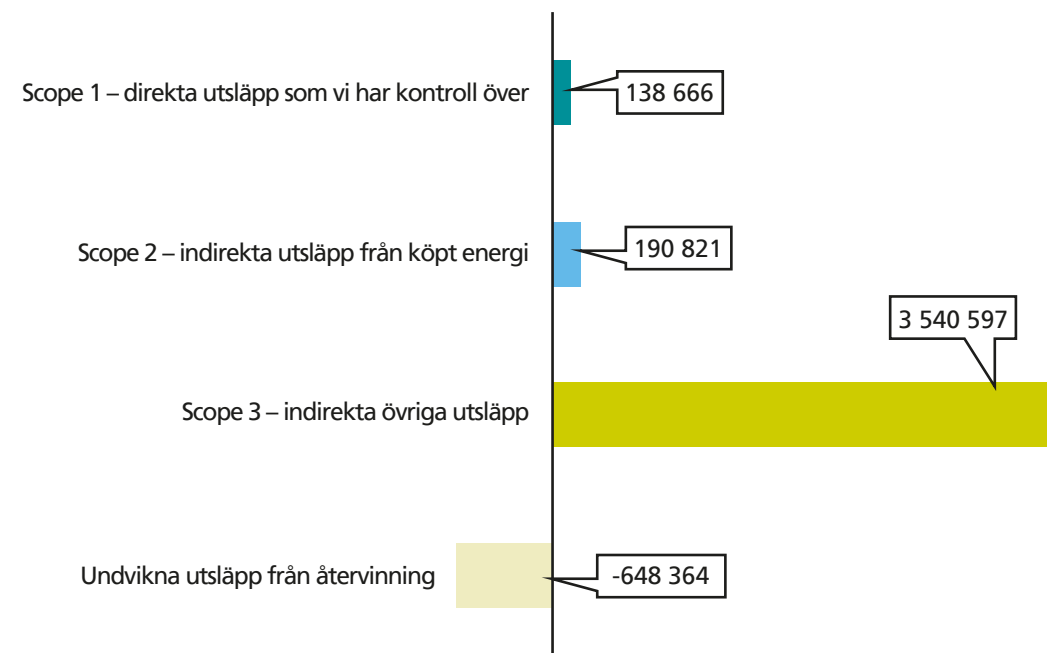 Scope 1 – direkta utsläpp som vi har kontroll över
138 666
Scope 2 – indirekta utsläpp från köpt energi
190 821
3 540 597
Scope 3 – indirekta övriga utsläpp
Undvikna utsläpp från återvinning
-648 364